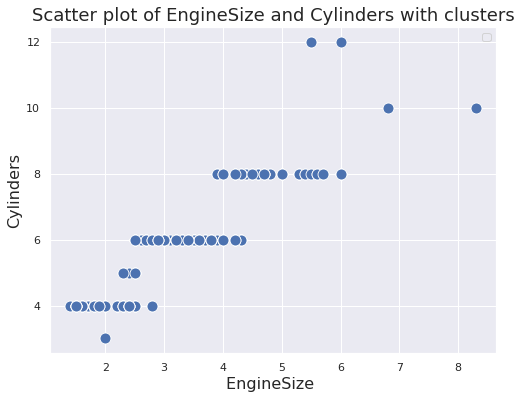 Scatter plot of EngineSize and Cylinders with clusters
12
10
8
6
4
Cylinders
2 3 4 5 6 7 8
EngineSize